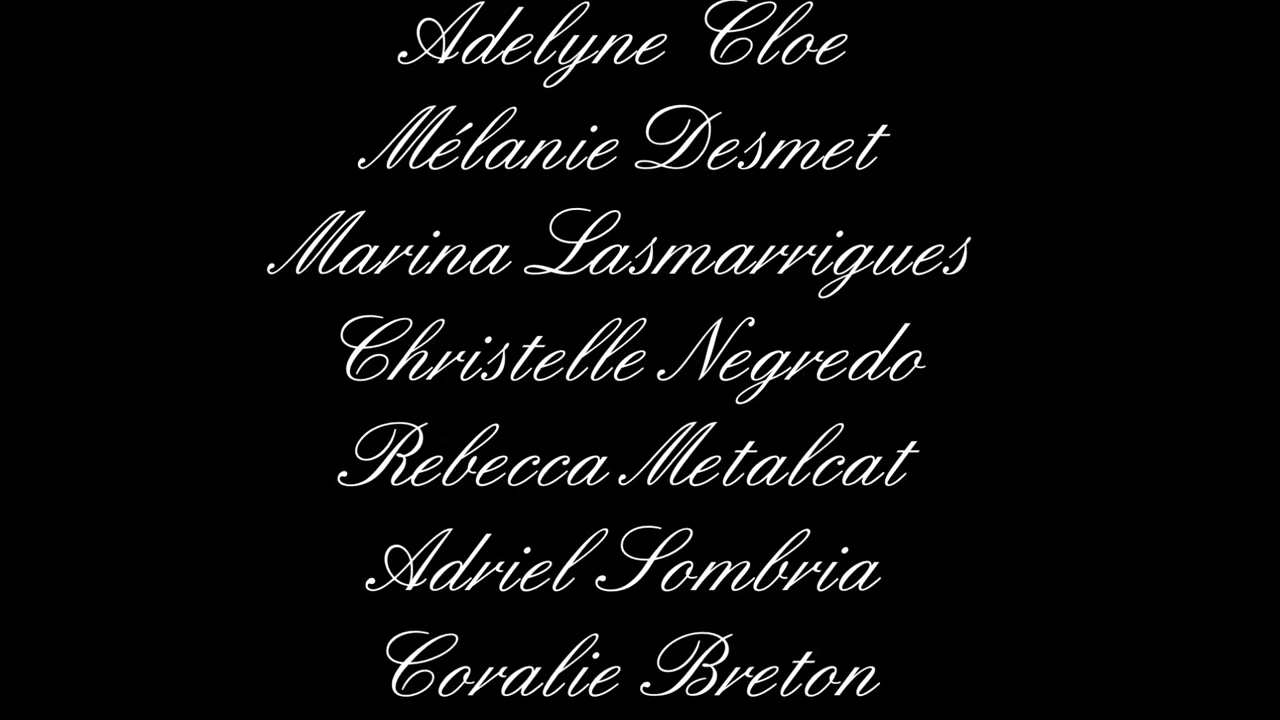 Adelyne Cloe
Mélanie Desmet
Marina Lasmarrigues
Christelle Negredo
Rebecca Metalcat
Adriel Sombria
Coralie Breton